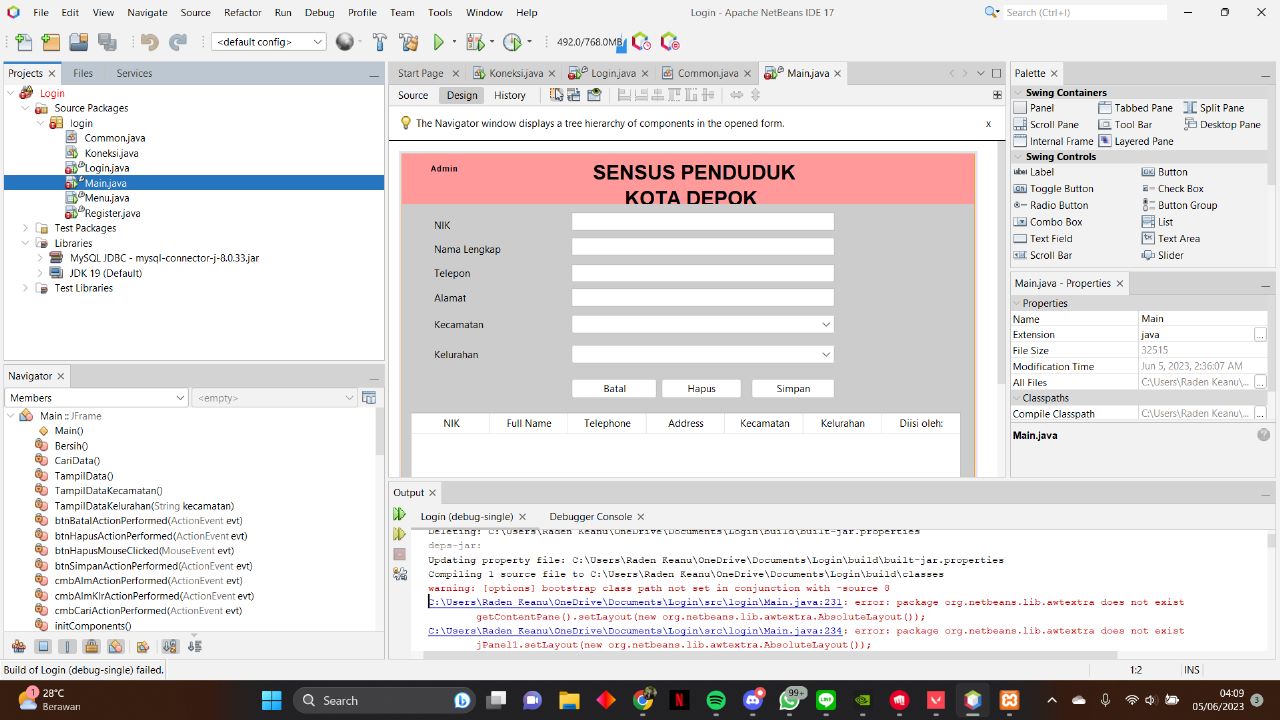 File Edit View Navigate Source Refactor Run Debug Profile Team Tools Window Help
Login - Apache NetBeans IDE 17
Search (Ctrl+I)
<default config>
492.0/768.0MB
Projects Files Services
Login
Source Packages
login
Common.java
Koneksi.java
Login.java
Main.java
Menu.java
Register.java
Test Packages
Libraries
MySQL JDBC - mysql-connector-j-8.0.33.jar
JDK 19 (Default)
Test Libraries
Navigator
Members
<empty>
Main :: JFrame
Main()
Bersih()
CariData()
TampilData()
TampilDataKecamatan()
TampilDataKelurahan(String kecamatan)
btnBatalActionPerformed(ActionEvent evt)
btnHapusActionPerformed(ActionEvent evt)
btnHapusMouseClicked(MouseEvent evt)
btnSimpanActionPerformed(ActionEvent evt)
cmbAlmActionPerformed(ActionEvent evt)
cmbAlmKlrActionPerformed(ActionEvent evt)
cmbCariActionPerformed(ActionEvent evt)
initComponents()
Start Page Koneksi.java Login.java Common.java Main.java
Source Design History
The Navigator window displays a tree hierarchy of components in the opened form.
x
Admin
SENSUS PENDUDUK
KOTA DEPOK
NIK
Nama Lengkap
Telepon
Alamat
Kecamatan
Kelurahan
Batal Hapus Simpan
NIK Full Name Telephone Address Kecamatan Kelurahan Diisi oleh:
Output
Login (debug-single) Debugger Console
Deleting: C:\Users\Raden Keanu\OneDrive\Documents\Login\build\built-jar.properties
deps-jar:
Updating property file: C:\Users\Raden Keanu\OneDrive\Documents\Login\build\built-jar.properties
Compiling 1 source file to C:\Users\Raden Keanu\OneDrive\Documents\Login\build\classes
warning: [options] bootstrap class path not set in conjunction with -source 8
C:\Users\Raden Keanu\OneDrive\Documents\Login\src\login\Main.java:231: error: package org.netbeans.lib.awtextra does not exist
getContentPane().setLayout(new org.netbeans.lib.awtextra.AbsoluteLayout());
C:\Users\Raden Keanu\OneDrive\Documents\Login\src\login\Main.java:234: error: package org.netbeans.lib.awtextra does not exist
jPanel1.setLayout(new org.netbeans.lib.awtextra.AbsoluteLayout());
Palette
Swing Containers
Panel Tabbed Pane Split Pane
Scroll Pane Tool Bar Desktop Pane
Internal Frame Layered Pane
Swing Controls
Label Button
Toggle Button Check Box
Radio Button Button Group
Combo Box List
Text Field Text Area
Scroll Bar Slider
Main.java - Properties
Properties
Name Main
Extension java
File Size 32515
Modification Time Jun 5, 2023, 2:36:07 AM
All Files C:\Users\Raden Keanu\...
Classpaths
Compile Classpath C:\Users\Raden Keanu\...
Main.java
Build of Login (debug-single) failed.
1:2 INS
1
28°C
Berawan
Search
99+
04:09
05/06/2023
3